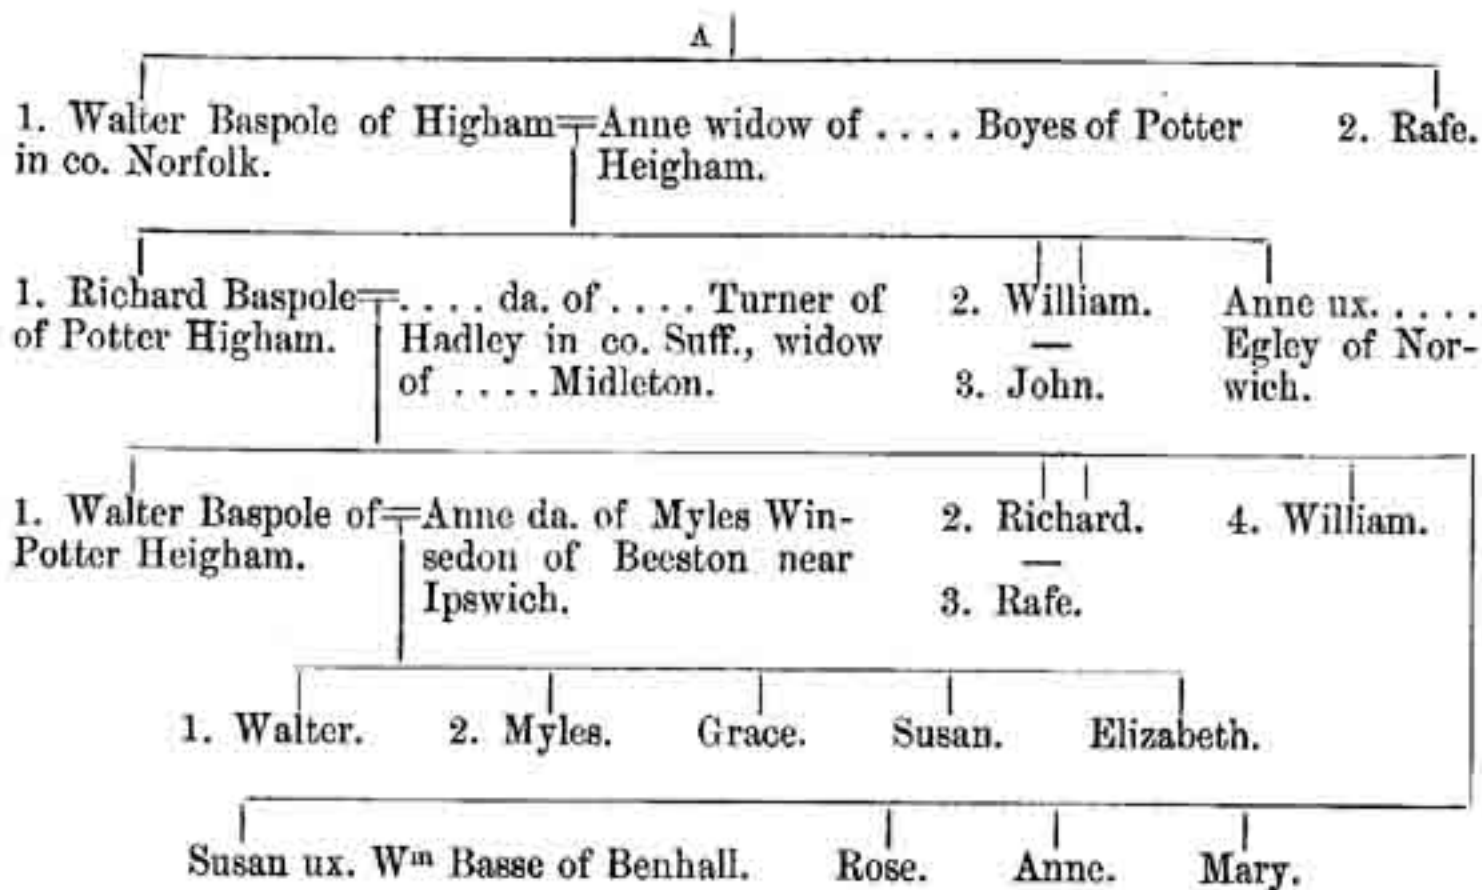 A
1. Walter Baspole of Higham Anne widow of . . . . Boyes of Potter 2. Rafe.
in co. Norfolk. Heigham.
1. Richard Baspole . . . . da. of . . . . Turner of 2. William. Anne ux. . . . . .
of Potter Higham. Hadley in co. Suff., widow — Egley of Nor-
of . . . . Midleton. 3. John. wich.
1. Walter Baspole of Anne da. of Myles Win- 2. Richard. 4. William.
Potter Heigham. sedon of Beeston near —
Ipswich. 3. Rafe.
1. Walter. 2. Myles. Grace. Susan. Elizabeth.
Susan ux. Wᵐ Basse of Benhall. Rose. Anne. Mary.